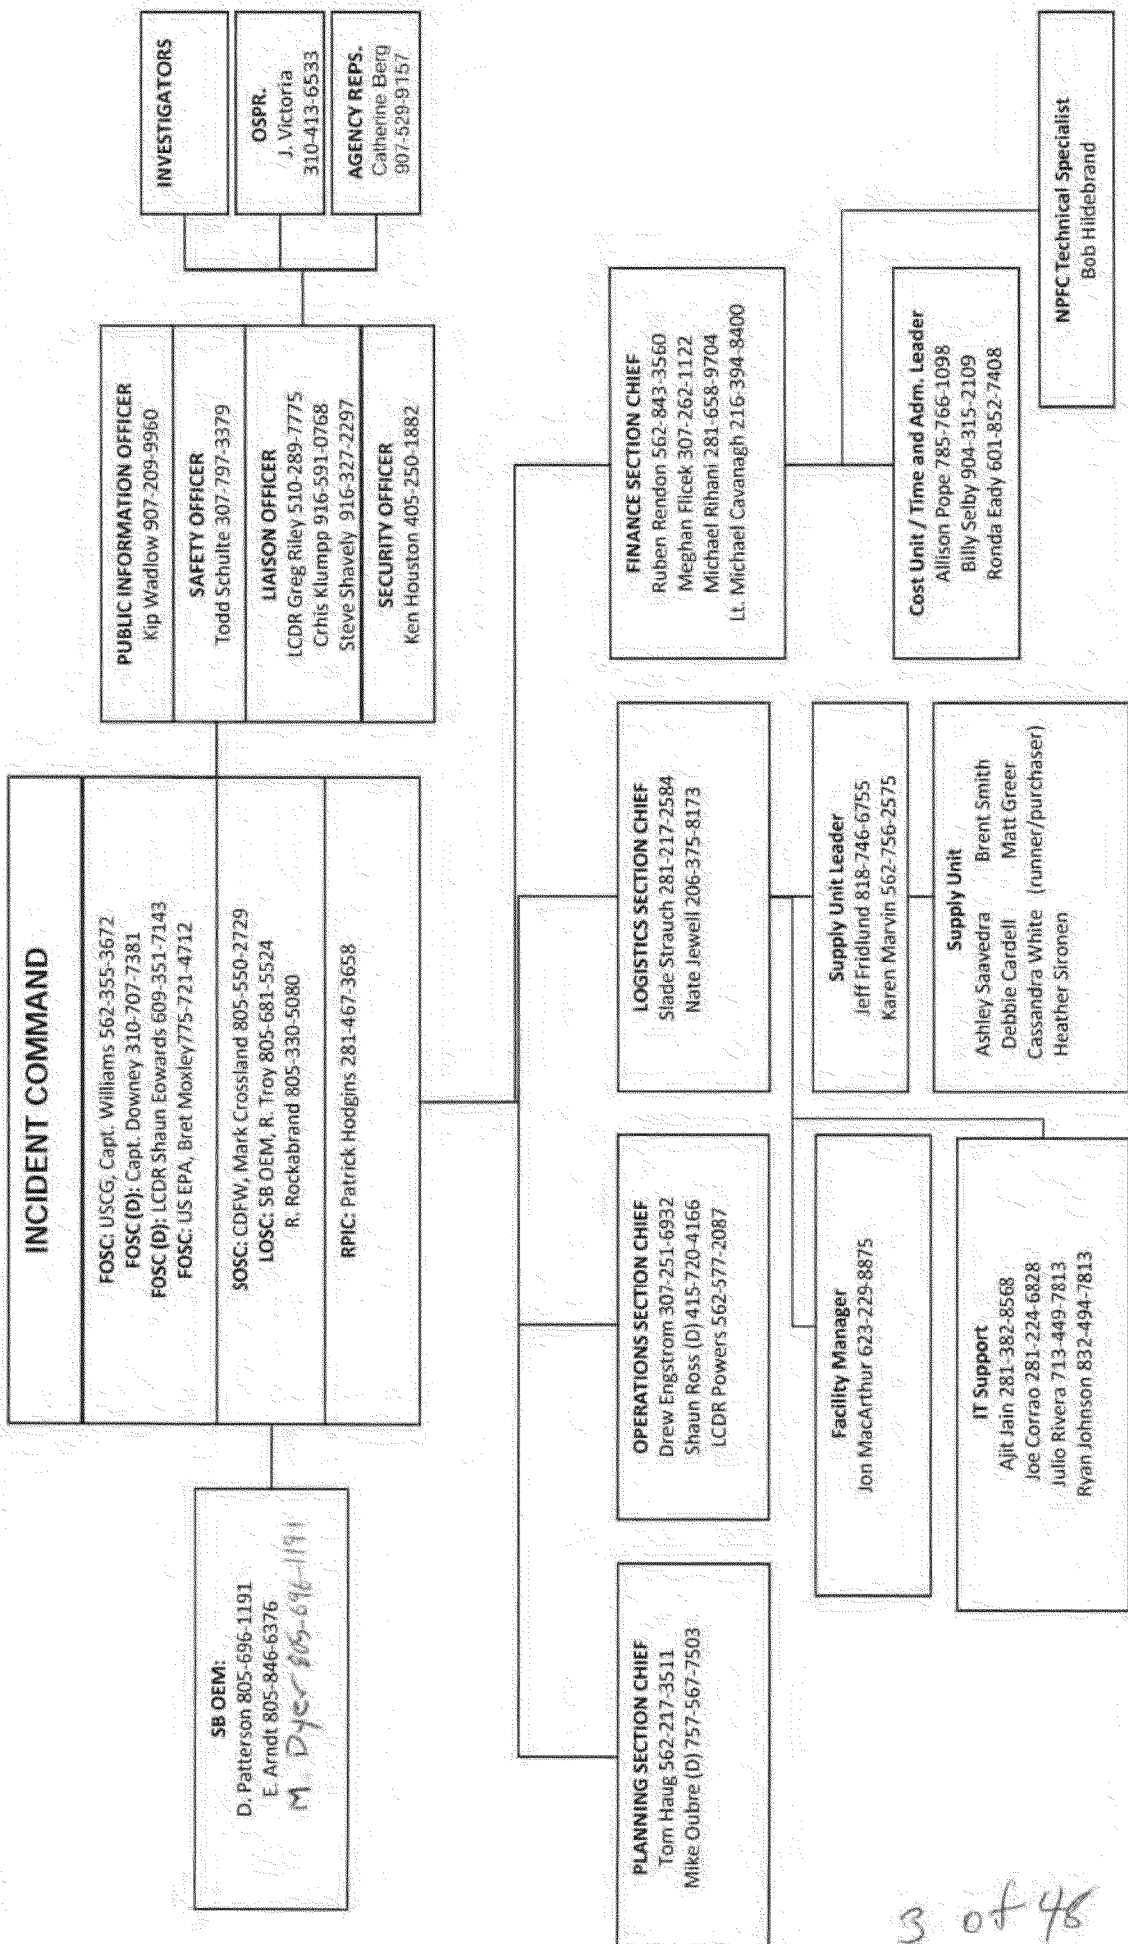 INCIDENT COMMAND
FOSC: USCG, Capt. Williams 562-355-3672
FOSC (D): Capt. Downey 310-707-7381
FOSC (D): LCDR Shaun Edwards 609-351-7143
FOSC: US EPA, Bret Moxley775-721-4712
SOSC: CDFW, Mark Crossland 805-550-2729
LOSC: SB OEM, R. Troy 805-681-5524
R. Rockabrand 805-330-5080
RPIC: Patrick Hodgins 281-467-3658
SB OEM:
D. Patterson 805-696-1191
E. Arndt 805-846-6376
M. Dyer 805-696-1191
PUBLIC INFORMATION OFFICER
Kip Wadlow 907-209-9960
SAFETY OFFICER
Todd Schulte 307-797-3379
LIAISON OFFICER
LCDR Greg Riley 510-289-7775
Crhis Klumpp 916-591-0768
Steve Shavely 916-327-2297
SECURITY OFFICER
Ken Houston 405-250-1882
INVESTIGATORS
OSPR.
J. Victoria
310-413-6533
AGENCY REPS.
Catherine Berg
907-529-9157
PLANNING SECTION CHIEF
Tom Haug 562-217-3511
Mike Oubre (D) 757-567-7503
OPERATIONS SECTION CHIEF
Drew Engstrom 307-251-6932
Shaun Ross (D) 415-720-4166
LCDR Powers 562-577-2087
LOGISTICS SECTION CHIEF
Slade Strauch 281-217-2584
Nate Jewell 206-375-8173
FINANCE SECTION CHIEF
Ruben Rendon 562-843-3560
Meghan Flicek 307-262-1122
Michael Rihani 281-658-9704
Lt. Michael Cavanagh 216-394-8400
Facility Manager
Jon MacArthur 623-229-8875
IT Support
Ajit Jain 281-382-8568
Joe Corrao 281-224-6828
Julio Rivera 713-449-7813
Ryan Johnson 832-494-7813
Supply Unit Leader
Jeff Fridlund 818-746-6755
Karen Marvin 562-756-2575
Supply Unit
Ashley Saavedra Brent Smith
Debbie Cardell Matt Greer
Cassandra White (runner/purchaser)
Heather Sironen
Cost Unit / Time and Adm. Leader
Allison Pope 785-766-1098
Billy Selby 904-315-2109
Ronda Eady 601-852-7408
NPFC Technical Specialist
Bob Hildebrand
3 of 48